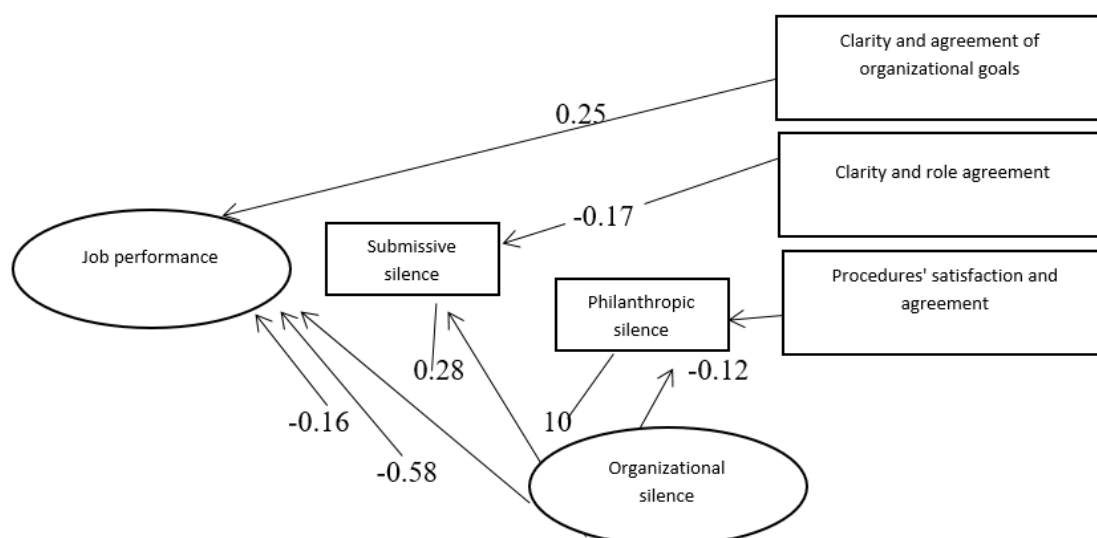 Clarity and agreement of
organizational goals
0.25
Clarity and role agreement
-0.17
Job performance
Submissive
silence
Procedures' satisfaction and
agreement
Philanthropic
silence
0.28
-0.12
-0.16
10
-0.58
Organizational
silence